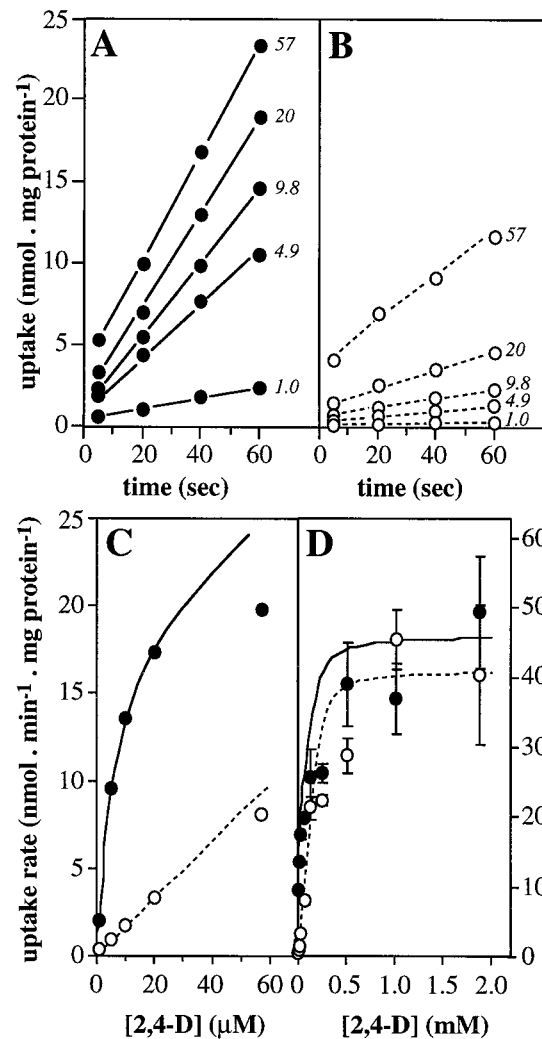 A
B
uptake (nmol . mg protein-1)
25
20
15
10
5
0
57
20
9.8
4.9
1.0
57
20
9.8
4.9
1.0
0 20 40 60
0 20 40 60
time (sec)
time (sec)
C
D
uptake rate (nmol . min-1 . mg protein-1)
25
20
15
10
5
0
60
50
40
30
20
10
0
0 20 40 60
0 0.5 1.0 1.5 2.0
[2,4-D] (μM)
[2,4-D] (mM)